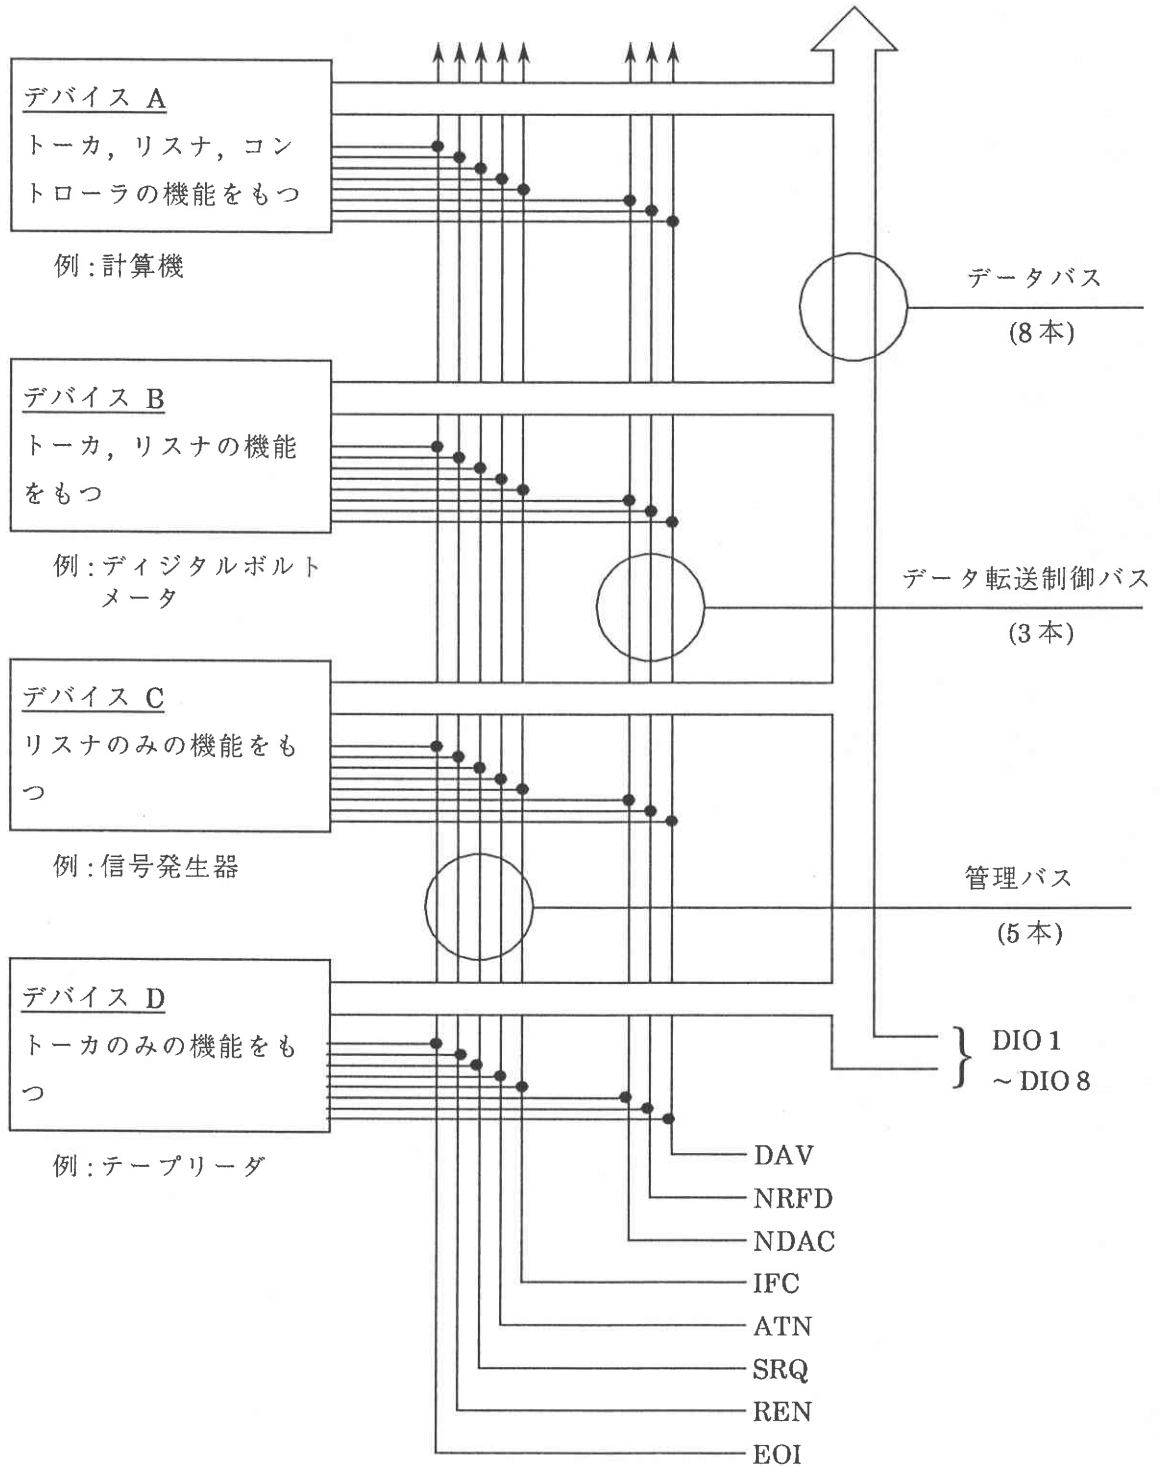 デバイス A
トーカ，リスナ，コン
トローラの機能をもつ
例：計算機
データバス
(8本)
デバイス B
トーカ，リスナの機能
をもつ
例：ディジタルボルト
メータ
データ転送制御バス
(3本)
デバイス C
リスナのみの機能をも
つ
例：信号発生器
管理バス
(5本)
デバイス D
トーカのみの機能をも
つ
例：テープリーダ
DIO 1
～DIO 8
DAV
NRFD
NDAC
IFC
ATN
SRQ
REN
EOI